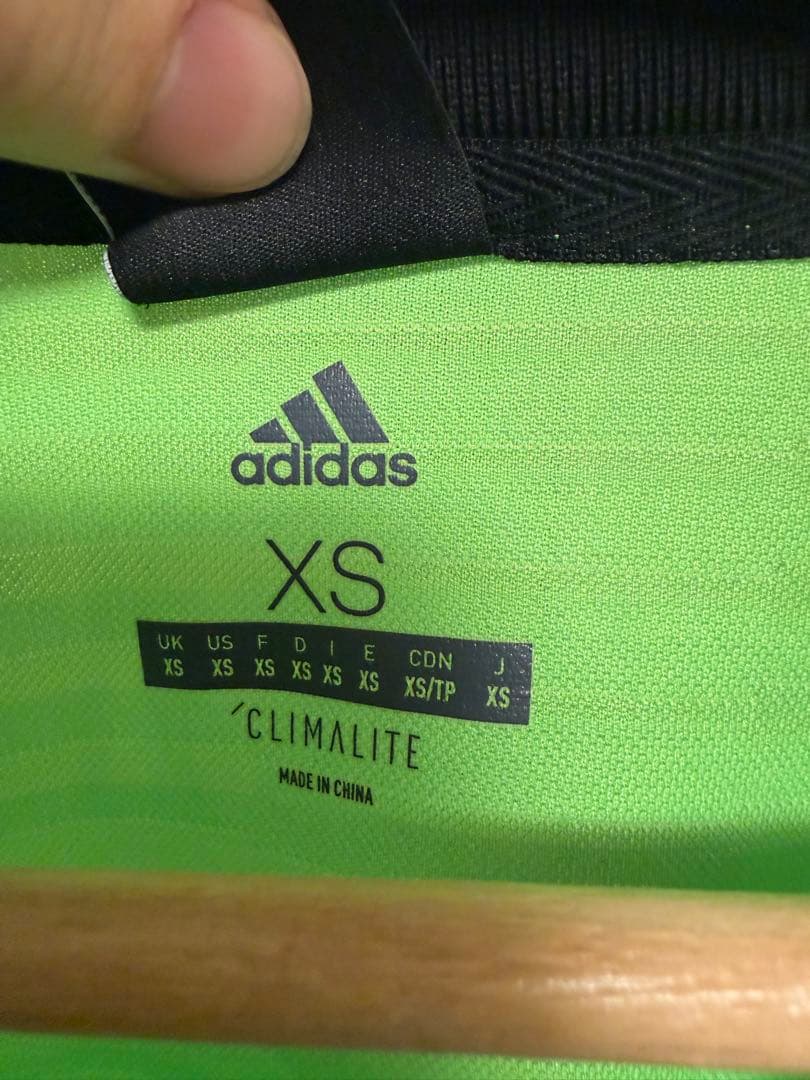 adidas
XS
UK US F D I E CDN J
XS XS XS XS XS XS XS/TP XS
´CLIMALITE
MADE IN CHINA